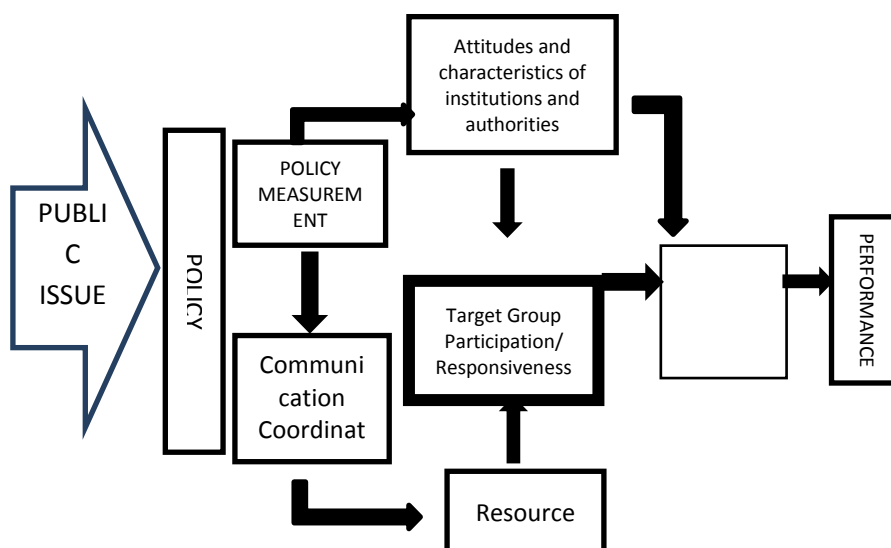 PUBLI
C
ISSUE
POLICY
POLICY
MEASUREM
ENT
Communi
cation
Coordinat
Attitudes and
characteristics of
institutions and
authorities
Target Group
Participation/
Responsiveness
Resource
PERFORMANCE